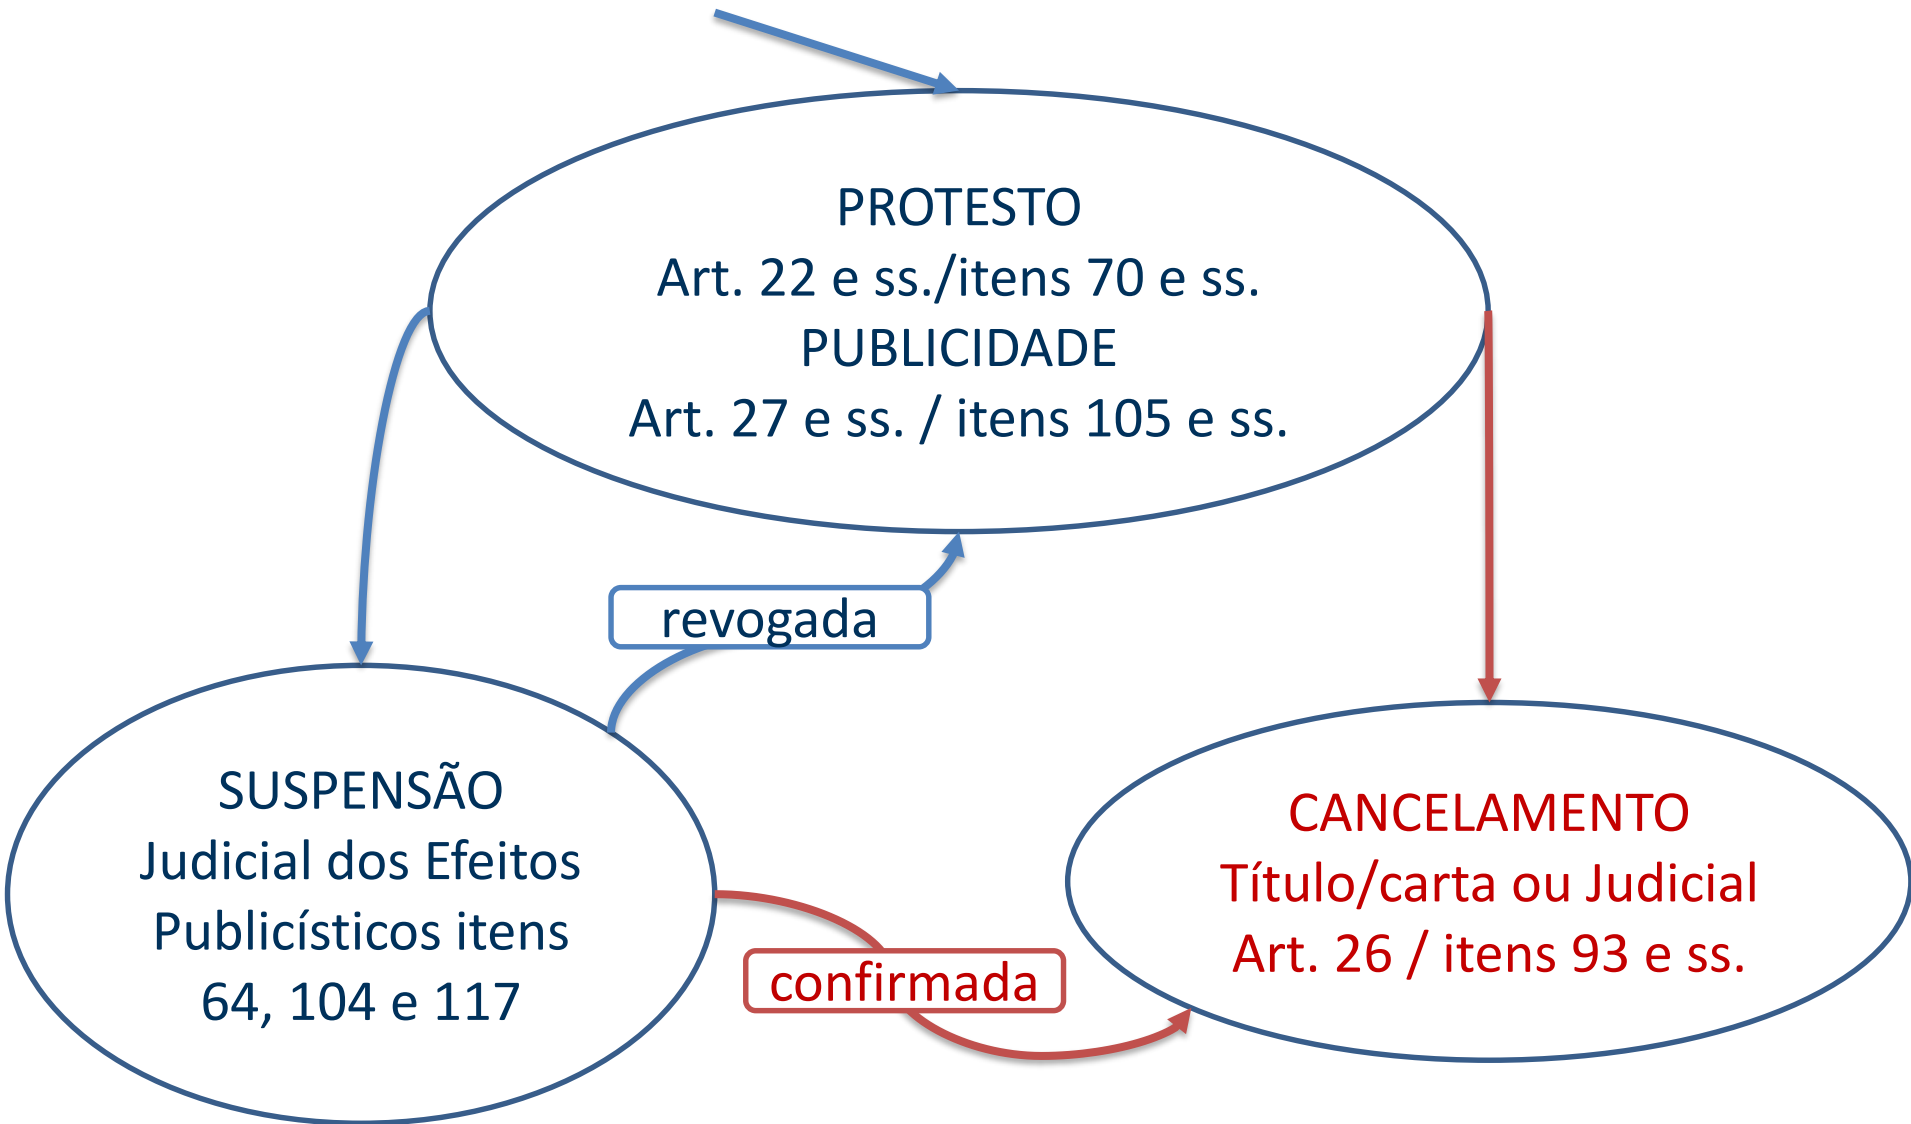 PROTESTO
Art. 22 e ss./itens 70 e ss.
PUBLICIDADE
Art. 27 e ss. / itens 105 e ss.
revogada
SUSPENSÃO
Judicial dos Efeitos
Publicísticos itens
64, 104 e 117
confirmada
CANCELAMENTO
Título/carta ou Judicial
Art. 26 / itens 93 e ss.